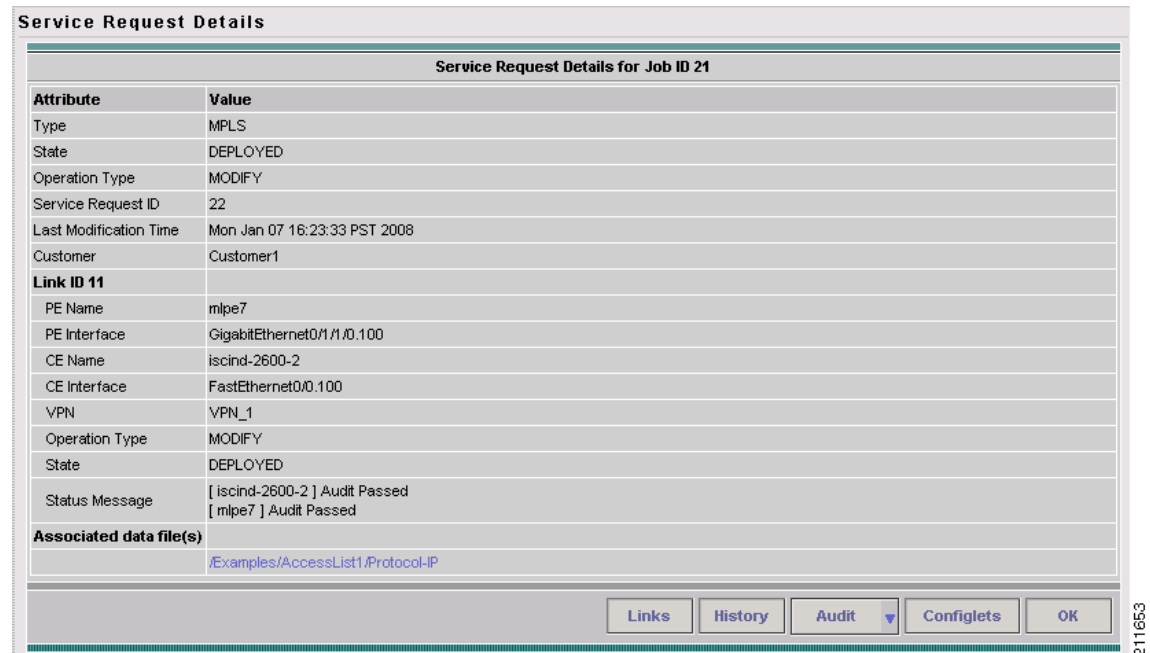 Service Request Details
Service Request Details for Job ID 21
Attribute Value
Type MPLS
State DEPLOYED
Operation Type MODIFY
Service Request ID 22
Last Modification Time Mon Jan 07 16:23:33 PST 2008
Customer Customer1
Link ID 11
PE Name mlpe7
PE Interface GigabitEthernet0/1/1/0.100
CE Name iscind-2600-2
CE Interface FastEthernet0/0.100
VPN VPN_1
Operation Type MODIFY
State DEPLOYED
Status Message [ iscind-2600-2 ] Audit Passed
[ mlpe7 ] Audit Passed
Associated data file(s)
/Examples/AccessList1/Protocol-IP
Links History Audit Configlets OK
211653